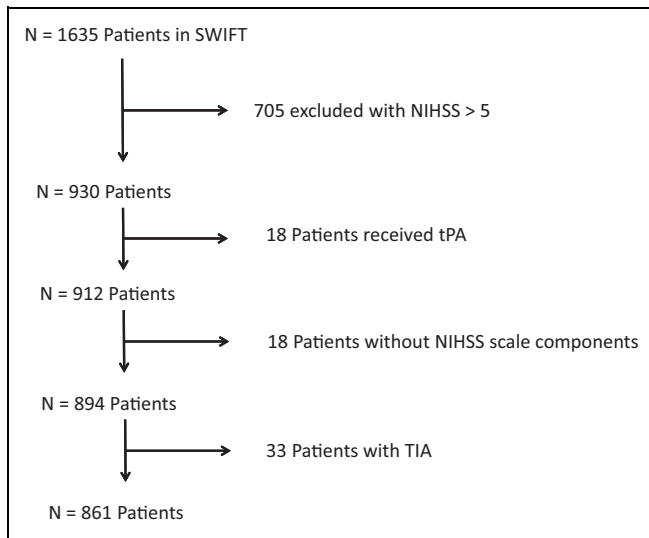 N = 1635 Patients in SWIFT
705 excluded with NIHSS > 5
N = 930 Patients
18 Patients received tPA
N = 912 Patients
18 Patients without NIHSS scale components
N = 894 Patients
33 Patients with TIA
N = 861 Patients